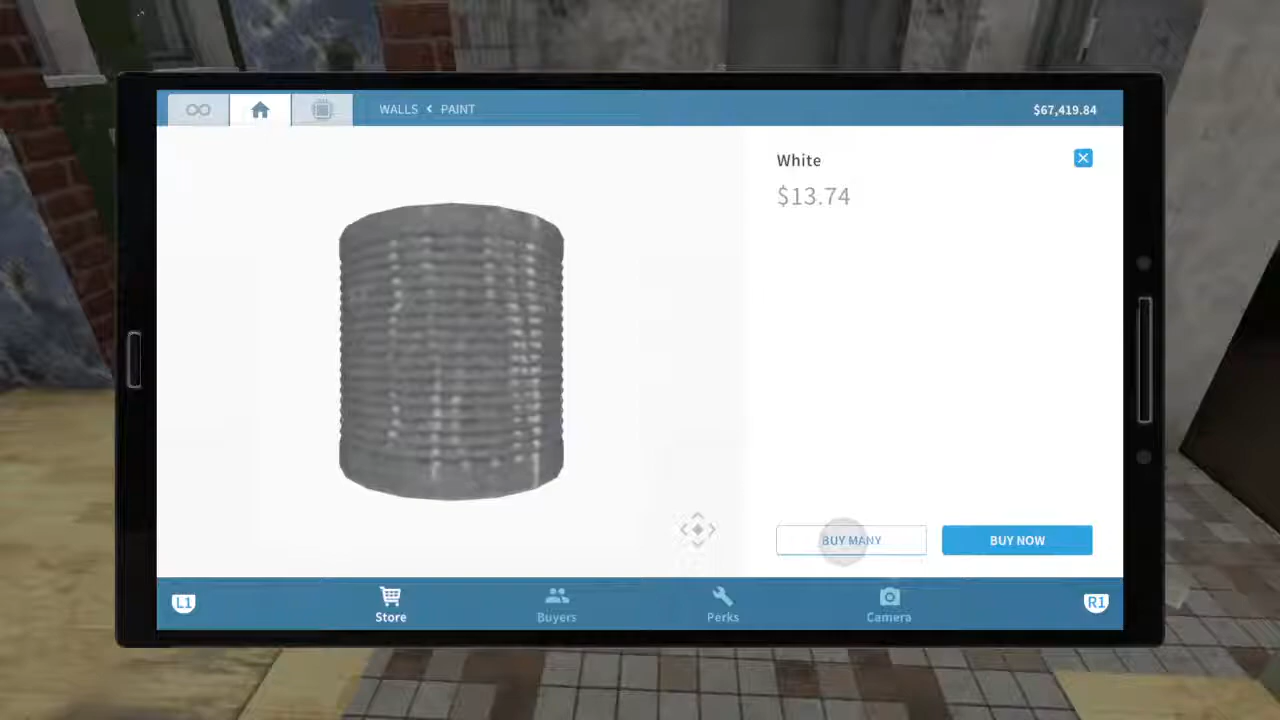 WALLS < PAINT
$67,419.84
White
$13.74
BUY MANY
BUY NOW
L1
Store
Buyers
Perks
Camera
R1